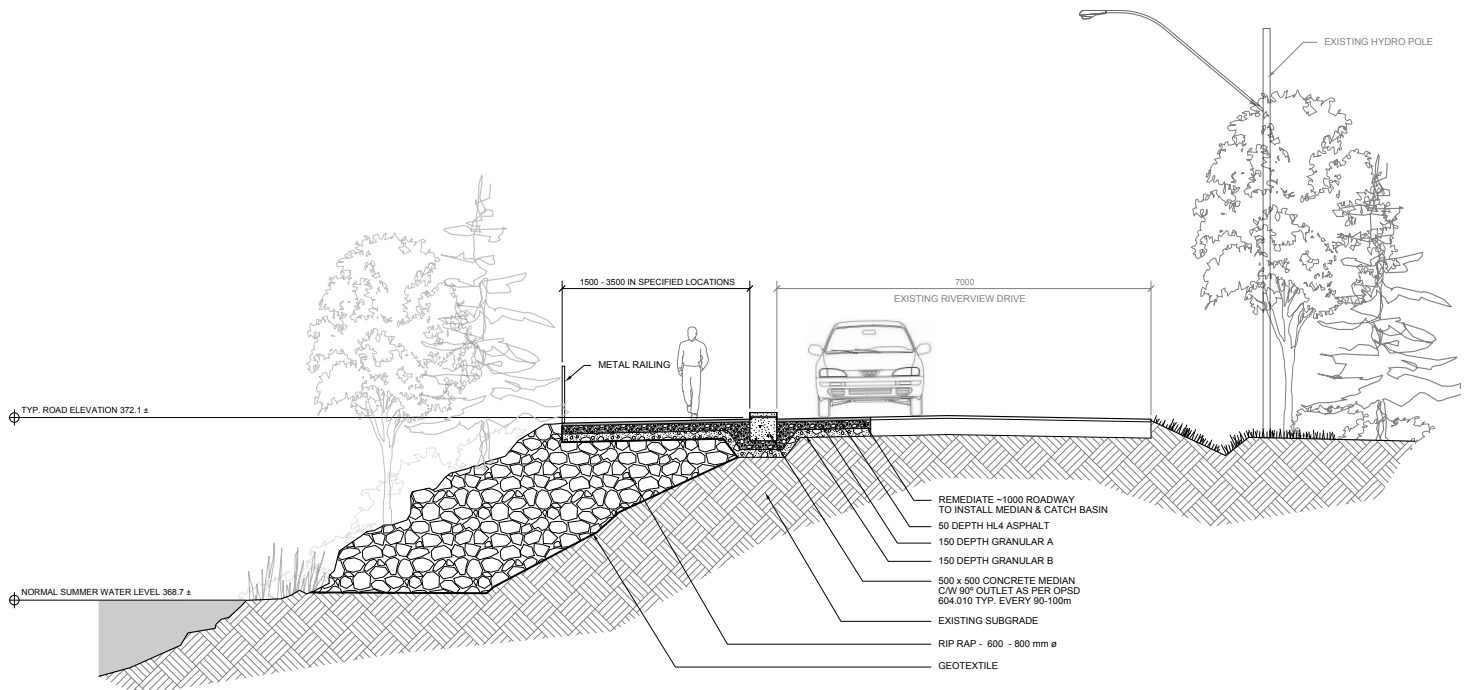 EXISTING HYDRO POLE
1500 - 3500 IN SPECIFIED LOCATIONS
7000
EXISTING RIVERVIEW DRIVE
METAL RAILING
TYP. ROAD ELEVATION 372.1 ±
REMEDIATE ~1000 ROADWAY
TO INSTALL MEDIAN & CATCH BASIN
50 DEPTH HL4 ASPHALT
150 DEPTH GRANULAR A
150 DEPTH GRANULAR B
500 x 500 CONCRETE MEDIAN
C/W 90º OUTLET AS PER OPSD
604.010 TYP. EVERY 90-100m
NORMAL SUMMER WATER LEVEL 368.7 ±
EXISTING SUBGRADE
RIP RAP - 600 - 800 mm ø
GEOTEXTILE